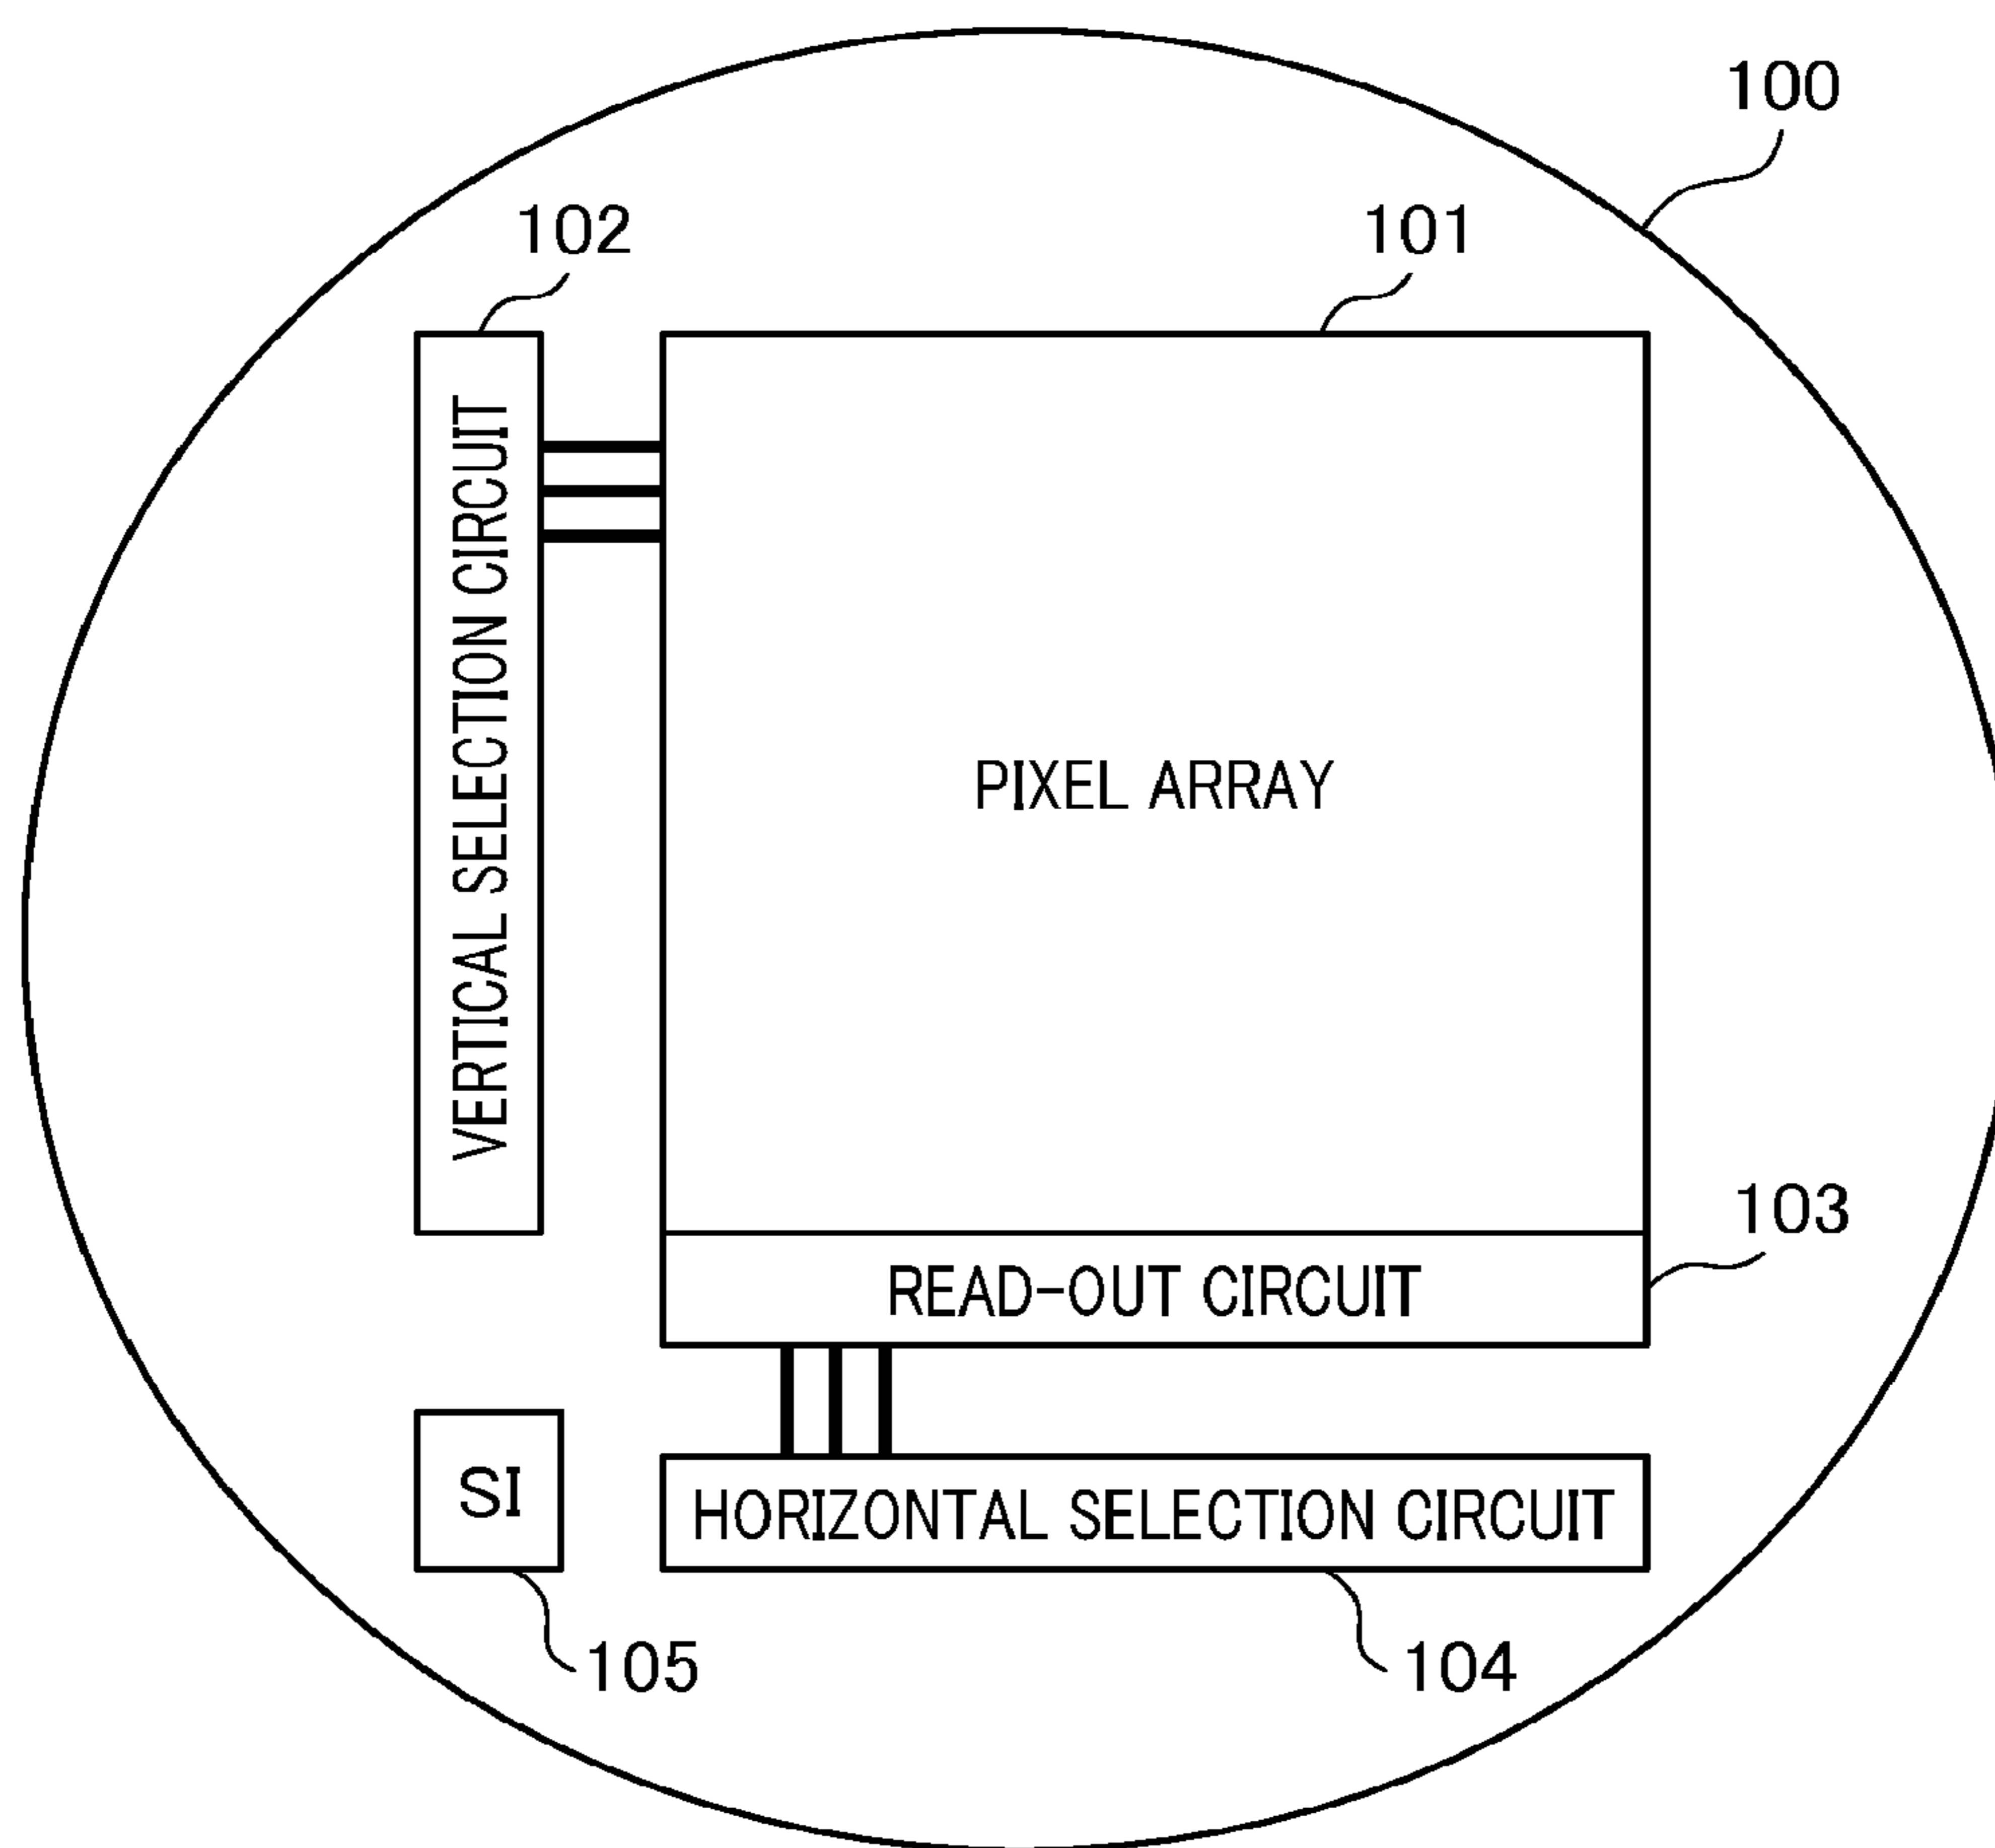 100
102
101
VERTICAL SELECTION CIRCUIT
PIXEL ARRAY
103
READ-OUT CIRCUIT
SI
HORIZONTAL SELECTION CIRCUIT
105
104